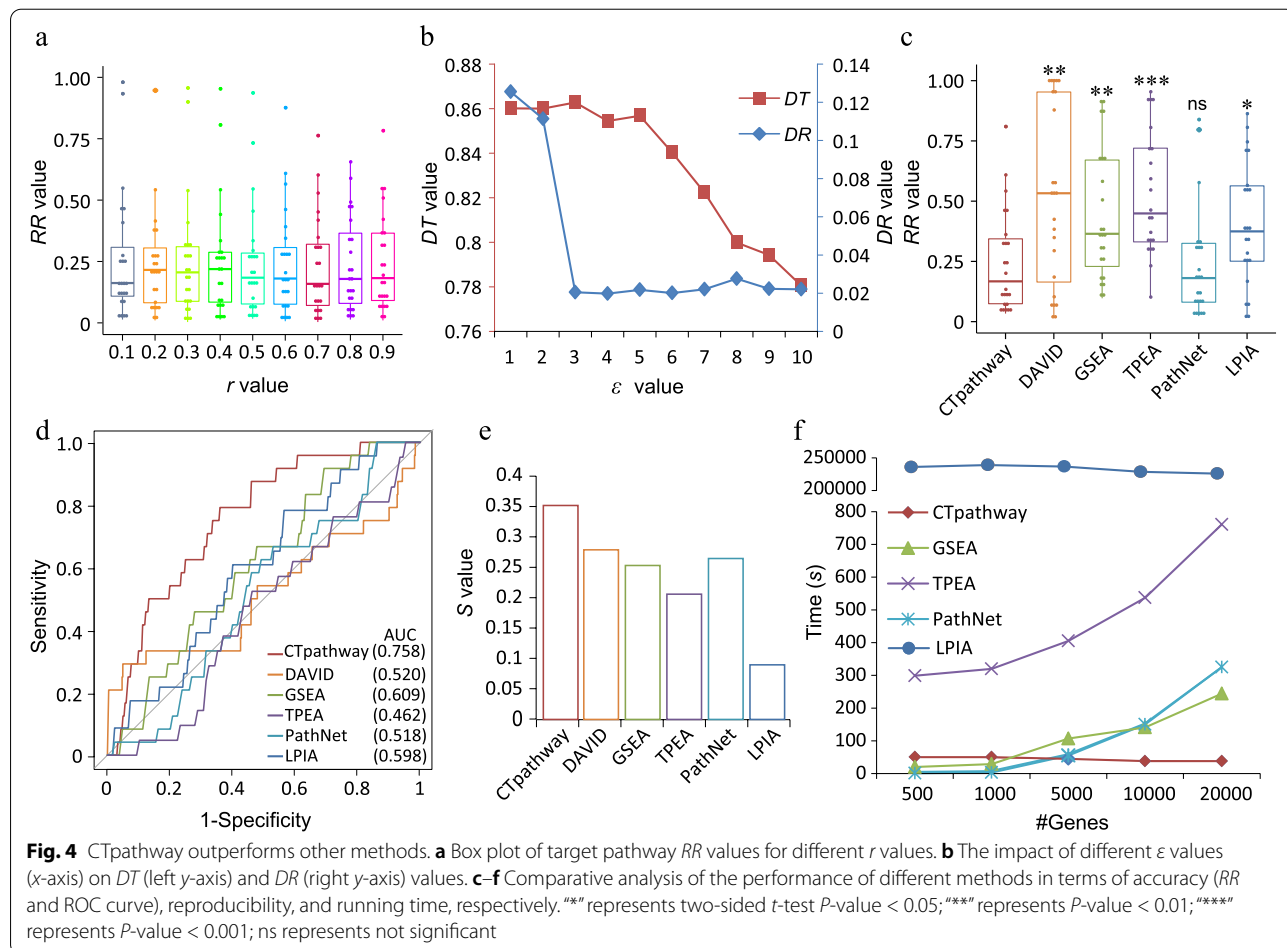 a
RR value
1.00
0.75
0.50
0.25
0
0.1 0.2 0.3 0.4 0.5 0.6 0.7 0.8 0.9
r value
b
DT value
0.88
0.86
0.84
0.82
0.8
0.78
0.76
DT
DR
0.14
0.12
0.10
0.08
0.06
0.04
0.02
0
DR value
1 2 3 4 5 6 7 8 9 10
ε value
c
RR value
1.00
0.75
0.50
0.25
0
** ** *** ns *
CTpathway DAVID GSEA TPEA PathNet LPIA
d
Sensitivity
1.0
0.8
0.6
0.4
0.2
0
AUC
CTpathway (0.758)
DAVID (0.520)
GSEA (0.609)
TPEA (0.462)
PathNet (0.518)
LPIA (0.598)
0 0.2 0.4 0.6 0.8 1
1-Specificity
e
S value
0.4
0.35
0.3
0.25
0.2
0.15
0.1
0.05
0
CTpathway DAVID GSEA TPEA PathNet LPIA
f
Time (s)
250000
200000
800
700
600
500
400
300
200
100
0
CTpathway
GSEA
TPEA
PathNet
LPIA
500 1000 5000 10000 20000
#Genes
Fig. 4 CTpathway outperforms other methods. a Box plot of target pathway RR values for different r values. b The impact of different ε values
(x-axis) on DT (left y-axis) and DR (right y-axis) values. c–f Comparative analysis of the performance of different methods in terms of accuracy (RR
and ROC curve), reproducibility, and running time, respectively. “*” represents two-sided t-test P-value < 0.05; “**” represents P-value < 0.01; “***”
represents P-value < 0.001; ns represents not significant